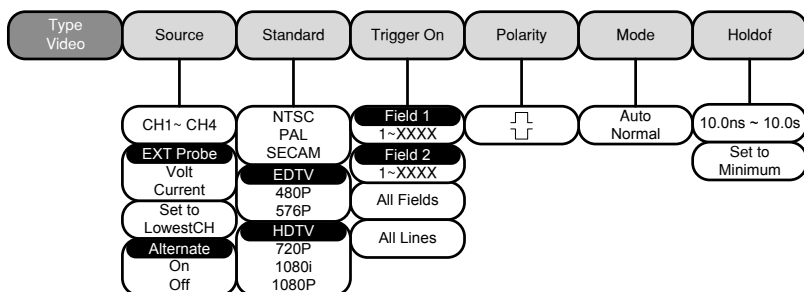 Type
Video
Source
Standard
Trigger On
Polarity
Mode
Holdof
CH1~ CH4
EXT Probe
Volt
Current
Set to
LowestCH
Alternate
On
Off
NTSC
PAL
SECAM
EDTV
480P
576P
HDTV
720P
1080i
1080P
Field 1
1~XXXX
Field 2
1~XXXX
All Fields
All Lines
Auto
Normal
10.0ns ~ 10.0s
Set to
Minimum